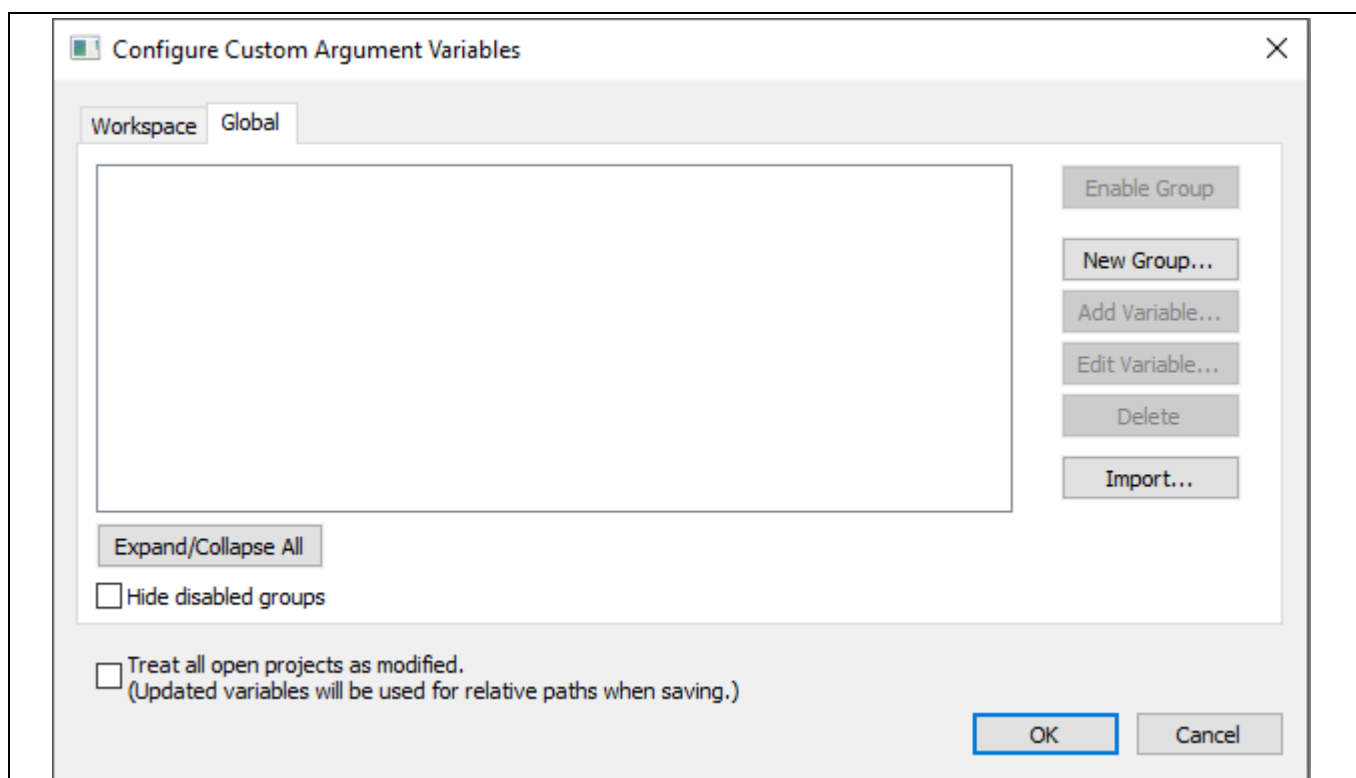 Configure Custom Argument Variables
Workspace
Global
Enable Group
New Group...
Add Variable...
Edit Variable...
Delete
Import...
Expand/Collapse All
Hide disabled groups
Treat all open projects as modified.
(Updated variables will be used for relative paths when saving.)
OK
Cancel